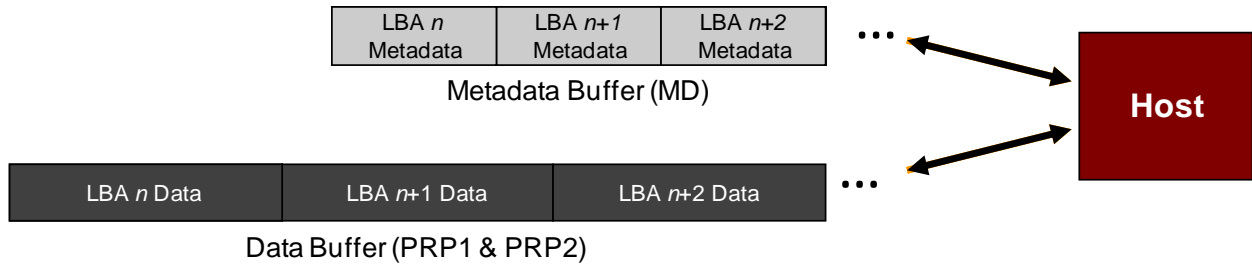 LBA n LBA n+1 LBA n+2 ...
Metadata Metadata Metadata
Metadata Buffer (MD)
Host
LBA n Data LBA n+1 Data LBA n+2 Data ...
Data Buffer (PRP1 & PRP2)